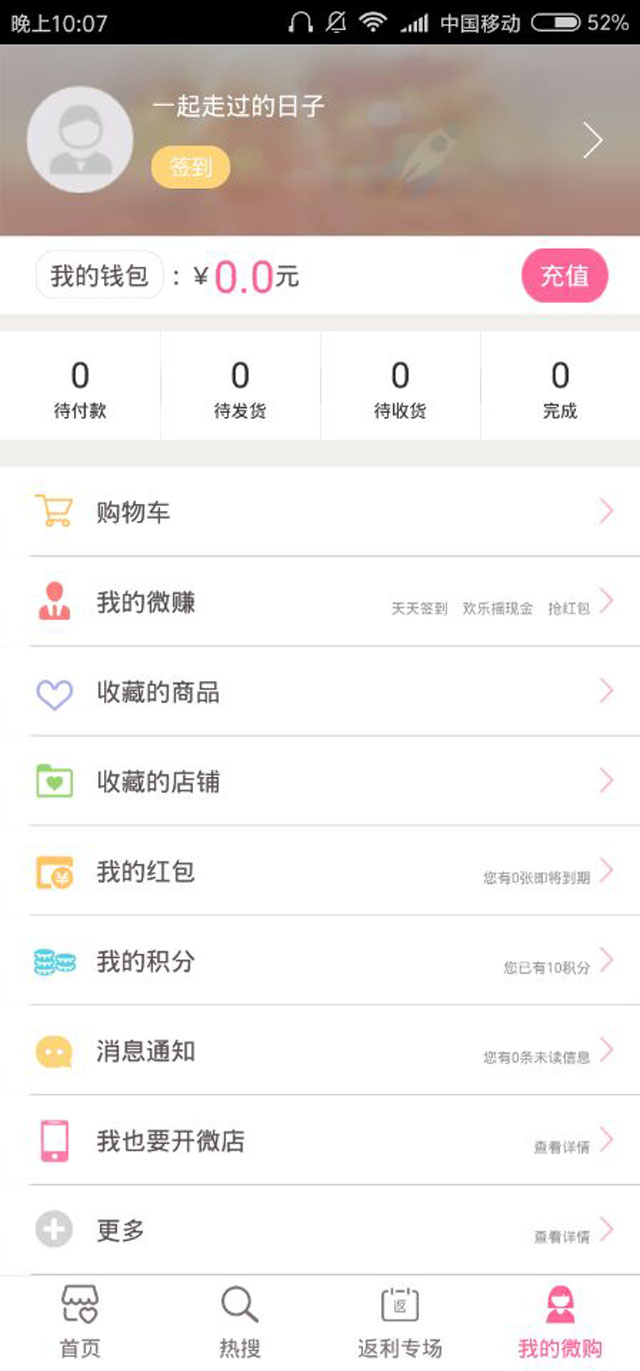 晚上10:07 中国移动 52%
一起走过的日子
签到
我的钱包：￥0.0元 充值
0 0 0 0
待付款 待发货 待收货 完成
购物车
我的微赚 天天签到 欢乐摇现金 抢红包
收藏的商品
收藏的店铺
我的红包 您有0张即将到期
我的积分 您已有10积分
消息通知 您有0条未读信息
我也要开微店 查看详情
更多 查看详情
返
首页 热搜 返利专场 我的微购